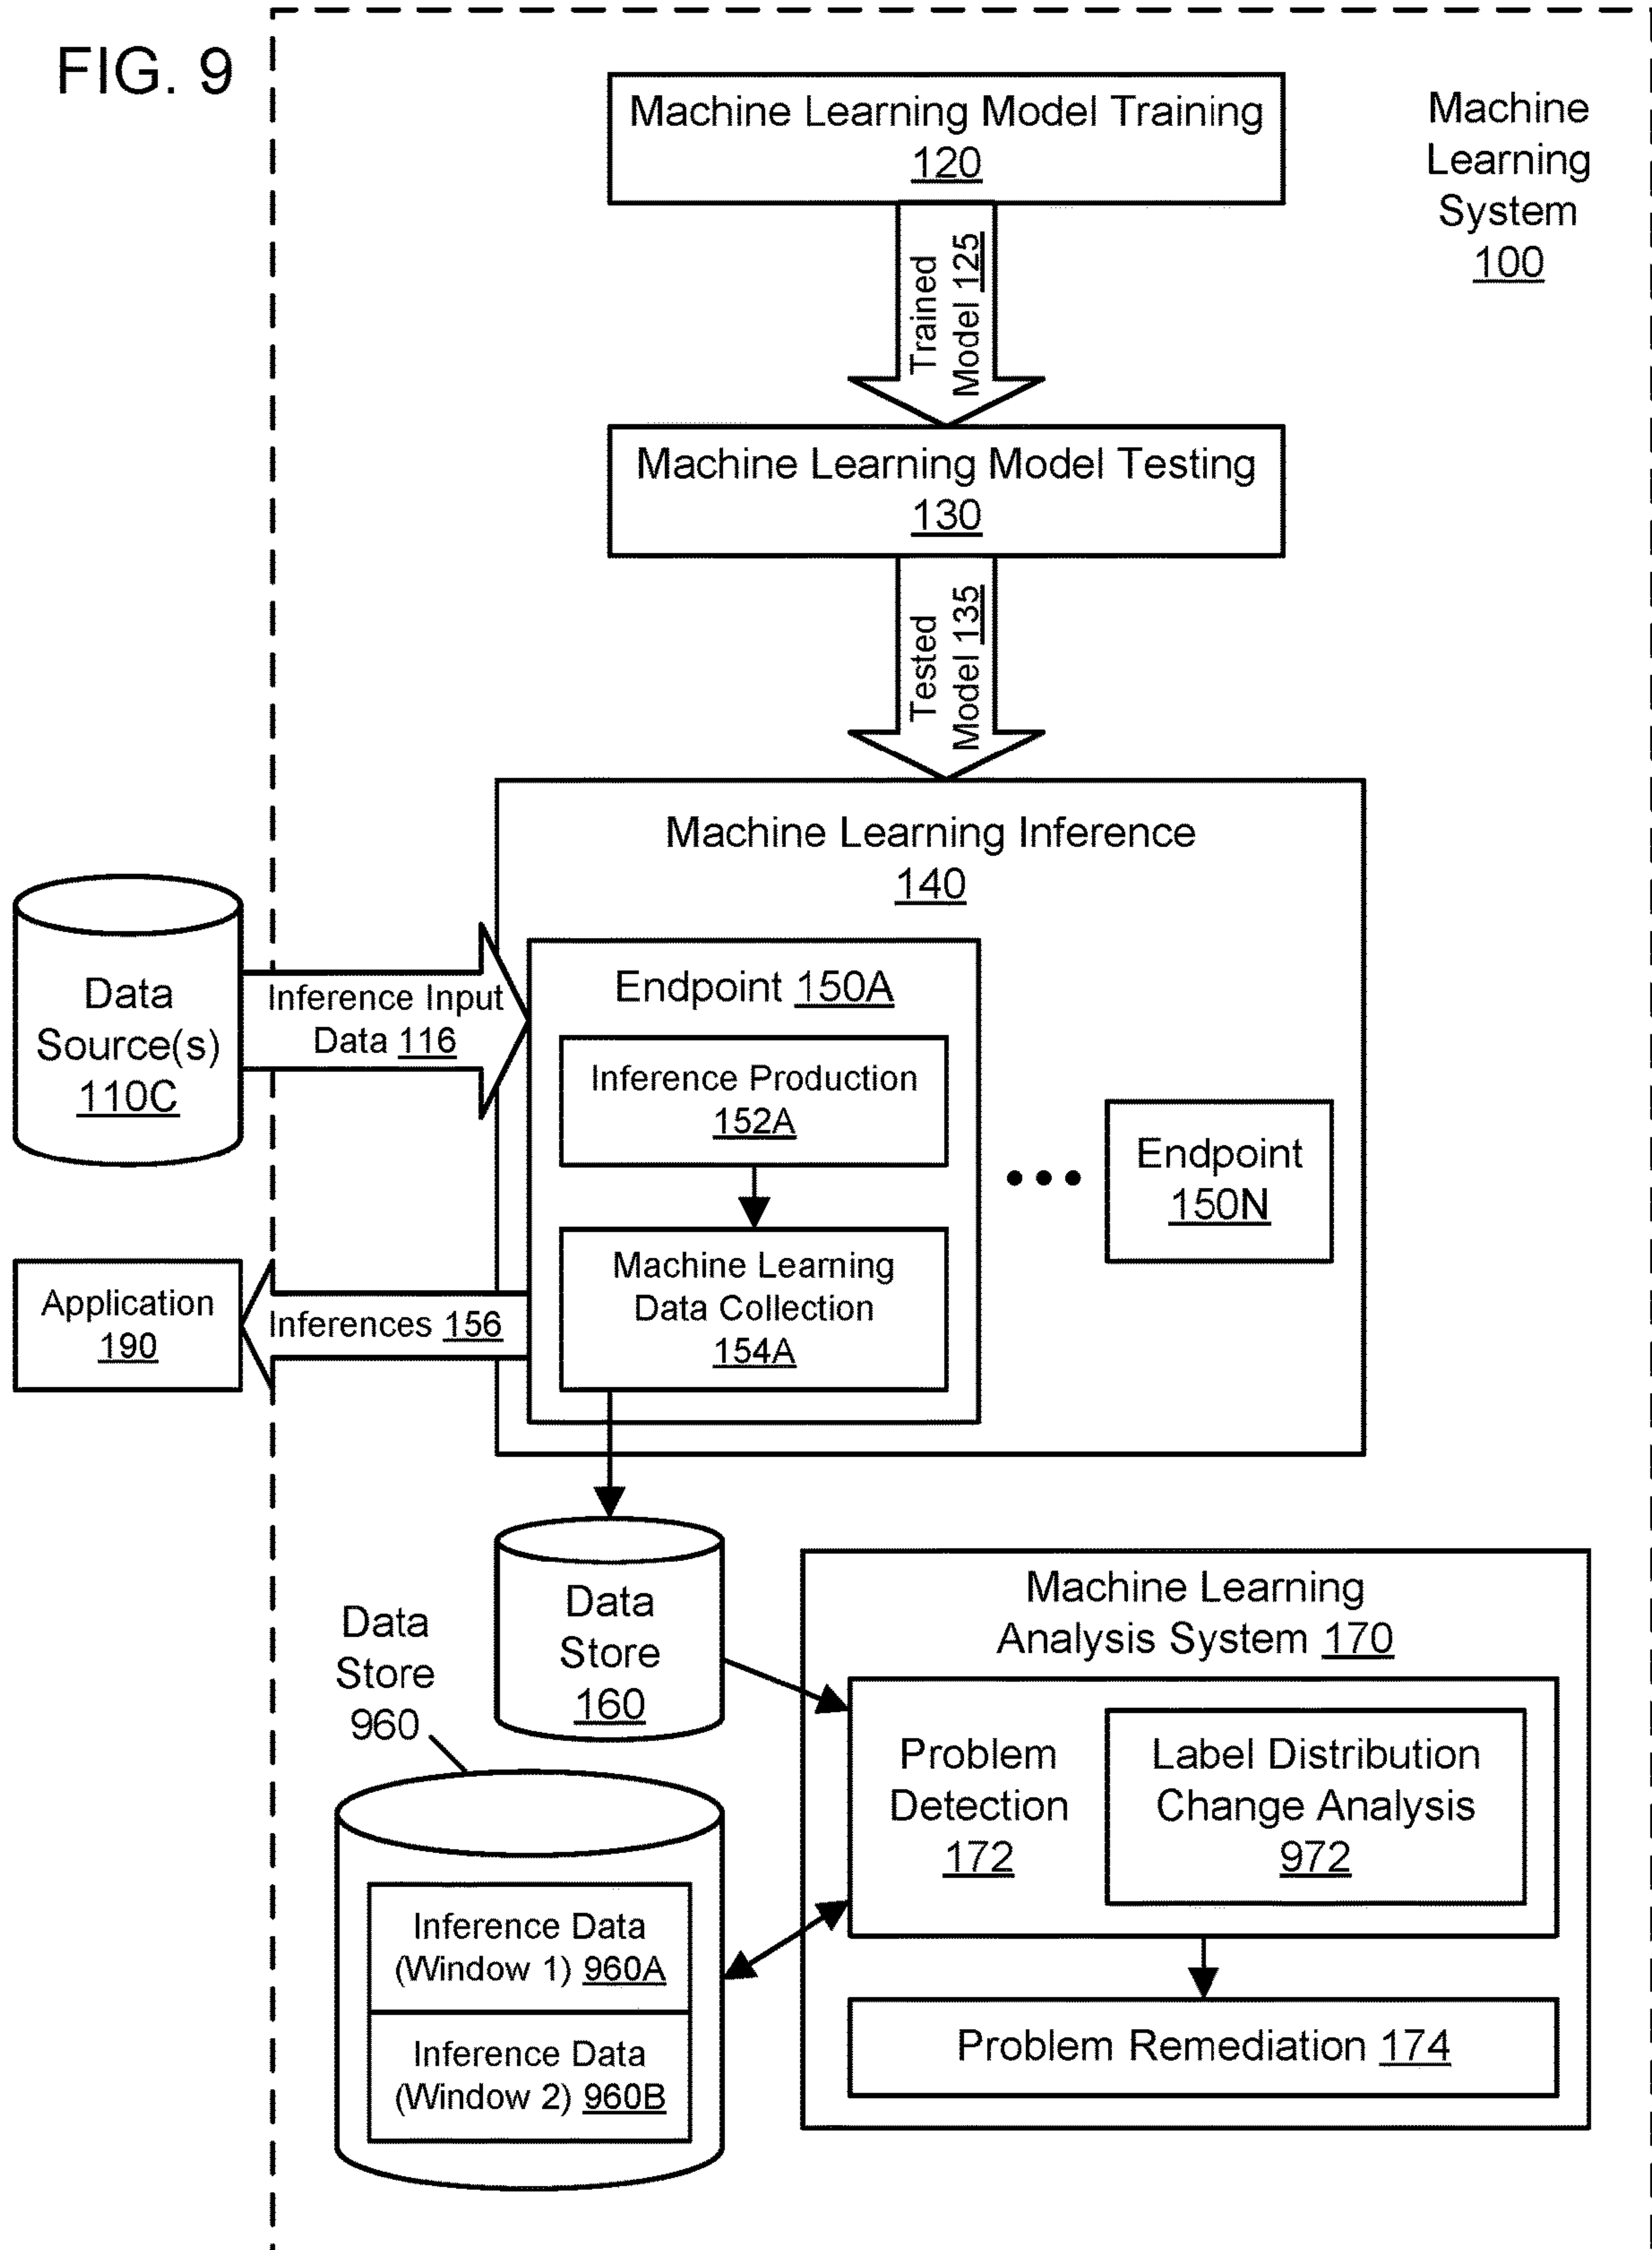 FIG. 9
Machine Learning Model Training
120
Machine
Learning
System
100
Trained
Model 125
Machine Learning Model Testing
130
Tested
Model 135
Machine Learning Inference
140
Data
Source(s)
110C
Inference Input
Data 116
Endpoint 150A
Inference Production
152A
Endpoint
150N
Machine Learning
Data Collection
154A
Application
190
Inferences 156
Data
Store
160
Data
Store
960
Machine Learning
Analysis System 170
Problem
Detection
172
Label Distribution
Change Analysis
972
Inference Data
(Window 1) 960A
Inference Data
(Window 2) 960B
Problem Remediation 174